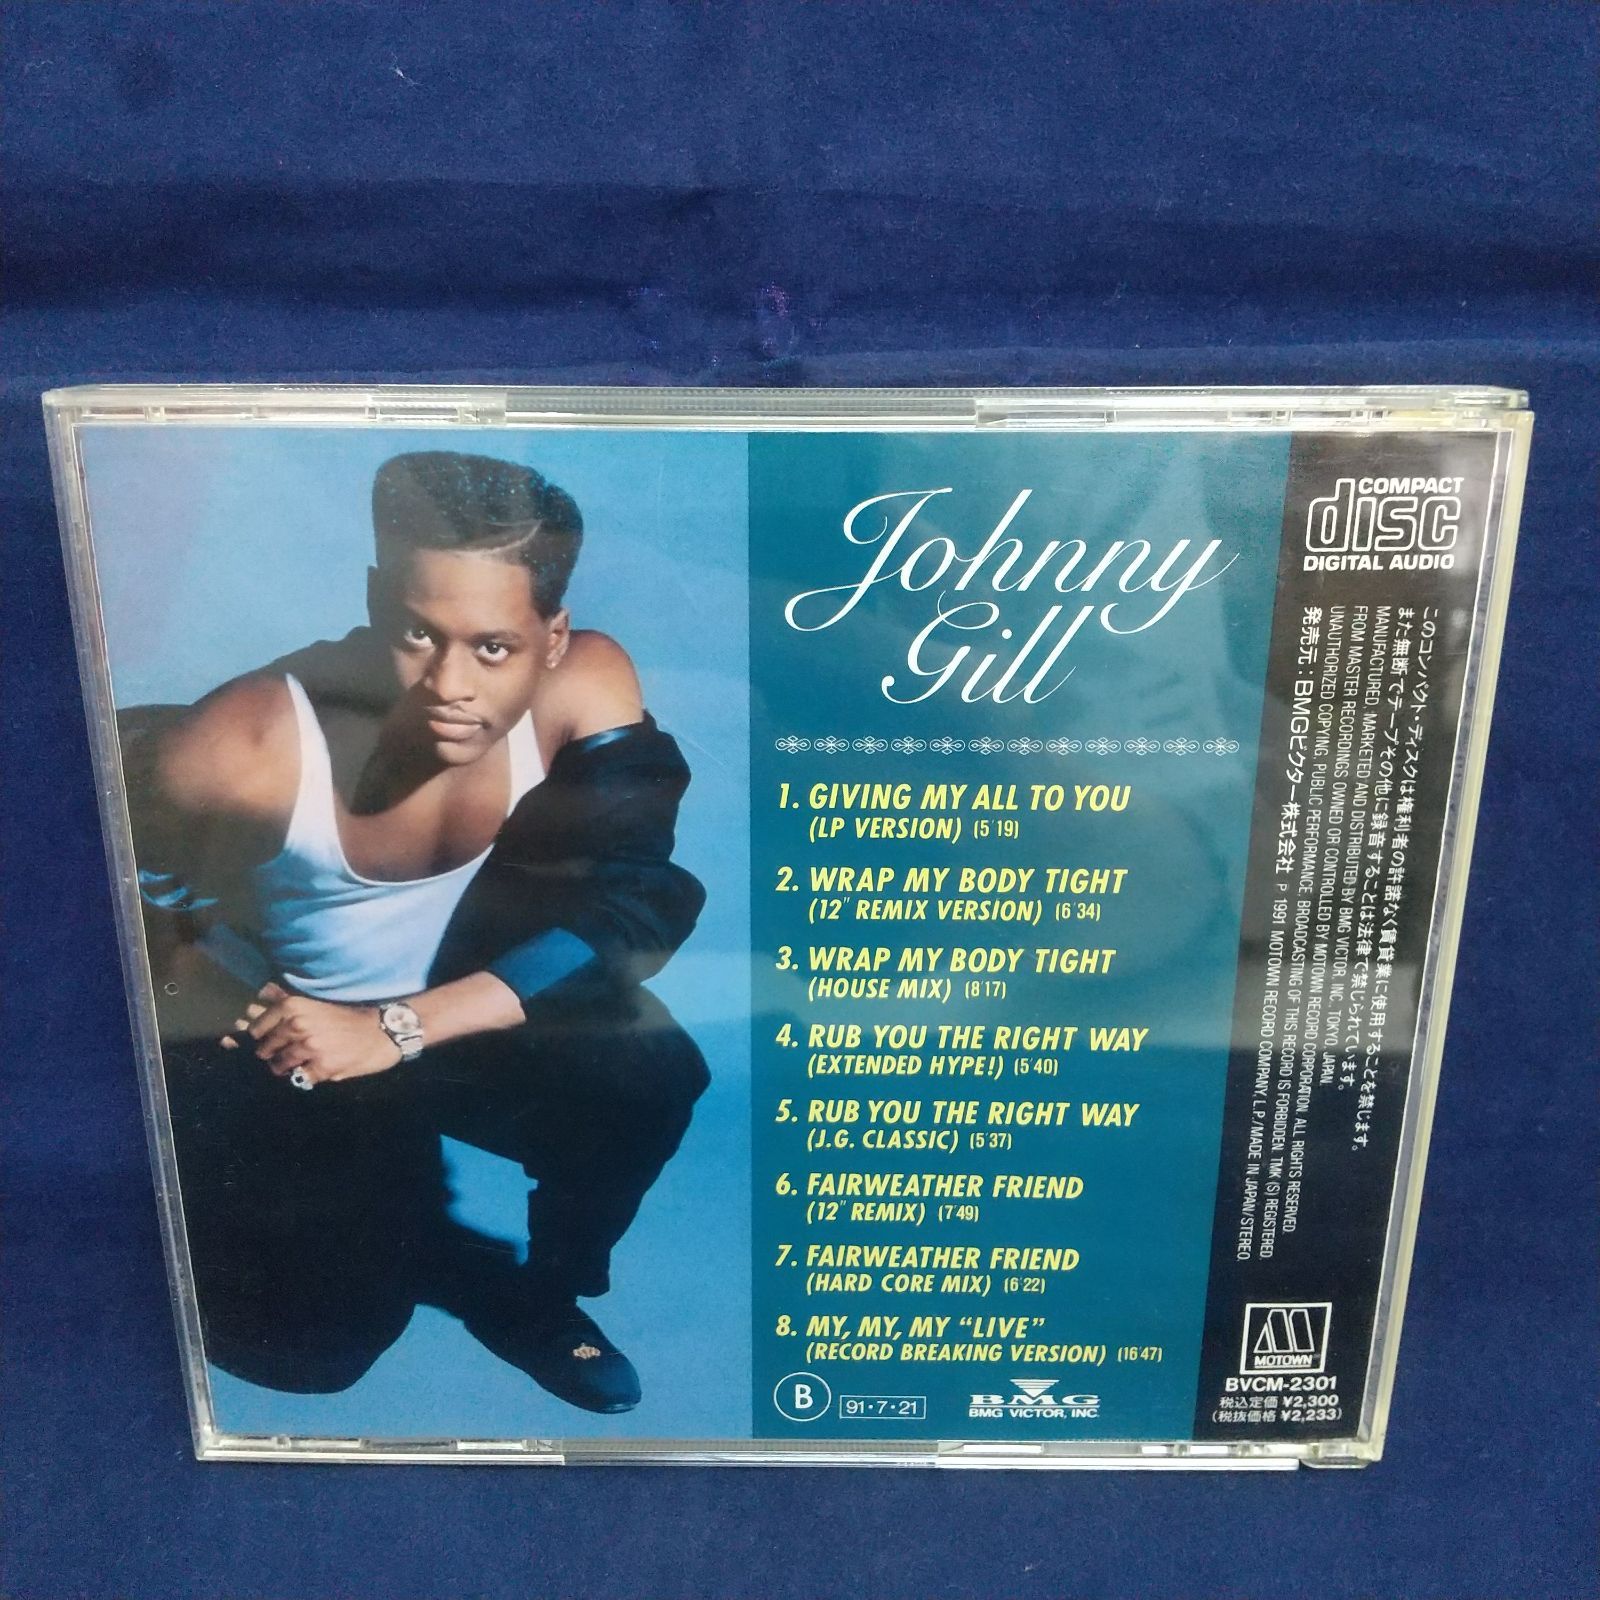 Johnny
Gill
1. GIVING MY ALL TO YOU
(LP VERSION) (5'19)
2. WRAP MY BODY TIGHT
(12" REMIX VERSION) (6'34)
3. WRAP MY BODY TIGHT
(HOUSE MIX) (8'17)
4. RUB YOU THE RIGHT WAY
(EXTENDED HYPE!) (5'40)
5. RUB YOU THE RIGHT WAY
(J.G. CLASSIC) (5'37)
6. FAIRWEATHER FRIEND
(12" REMIX) (7'49)
7. FAIRWEATHER FRIEND
(HARD CORE MIX) (6'22)
8. MY, MY, MY “LIVE”
(RECORD BREAKING VERSION) (16'47)
B
91・7・21
BMG
BMG VICTOR, INC.
COMPACT
disc
DIGITAL AUDIO
このコンパクト・ディスクは権利者の許諾なく賃貸業に使用することを禁じます。
また無断でテープその他に録音することは法律で禁じられています。
MANUFACTURED, MARKETED AND DISTRIBUTED BY BMG VICTOR, INC., TOKYO, JAPAN.
FROM MASTER RECORDINGS OWNED OR CONTROLLED BY MOTOWN RECORD CORPORATION. ALL RIGHTS RESERVED.
UNAUTHORIZED COPYING, PUBLIC PERFORMANCE, BROADCASTING OF THIS RECORD IS FORBIDDEN. TMK (S) REGISTERED.
発売元：BMGビクター株式会社 P 1991 MOTOWN RECORD COMPANY, L.P./MADE IN JAPAN/STEREO.
M
MOTOWN
BVCM-2301
税込定価 ¥2,300
(税抜価格 ¥2,233)